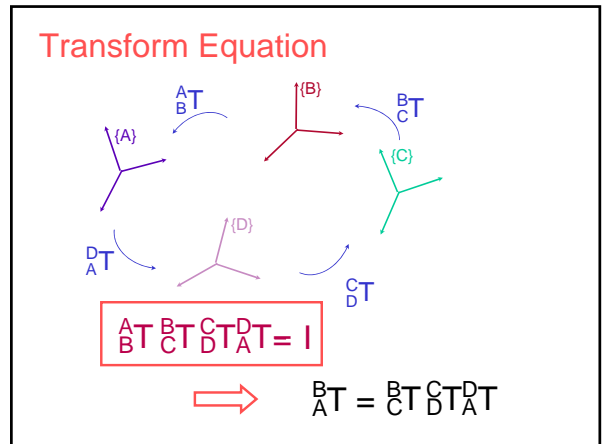 Transform Equation
{B}
A B T
B C T
{A}
{C}
{D}
D A T
C D T
A B T B C T C D T D A T = I
B A T = B C T C D T D A T